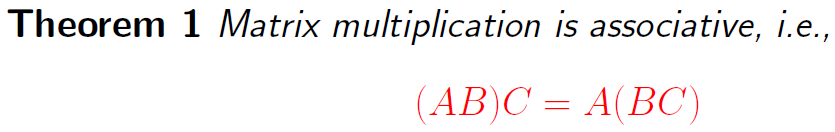 Theorem 1 Matrix multiplication is associative, i.e.,
(AB)C = A(BC)